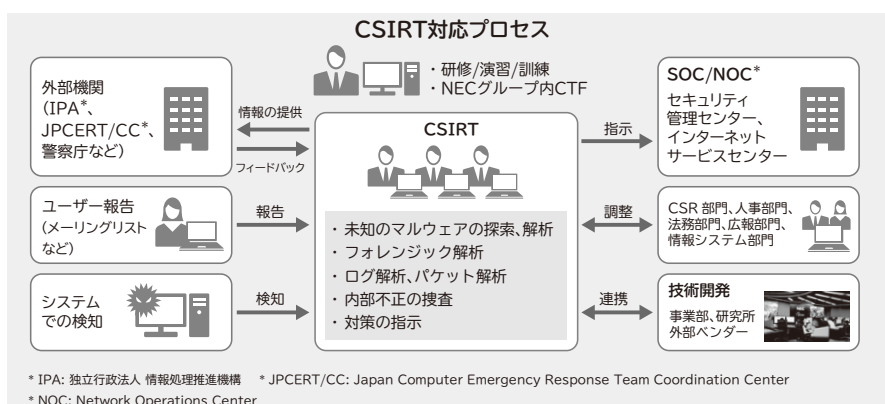 CSIRT対応プロセス
・研修/演習/訓練
・NECグループ内CTF
外部機関
(IPA*、
JPCERT/CC*、
警察庁など)
情報の提供
フィードバック
ユーザー報告
(メーリングリスト
など)
報告
システム
での検知
検知
CSIRT
・未知のマルウェアの探索、解析
・フォレンジック解析
・ログ解析、パケット解析
・内部不正の捜査
・対策の指示
指示
SOC/NOC*
セキュリティ
管理センター、
インターネット
サービスセンター
調整
CSR 部門、人事部門、
法務部門、広報部門、
情報システム部門
連携
技術開発
事業部、研究所
外部ベンダー
* IPA: 独立行政法人 情報処理推進機構 * JPCERT/CC: Japan Computer Emergency Response Team Coordination Center
* NOC: Network Operations Center